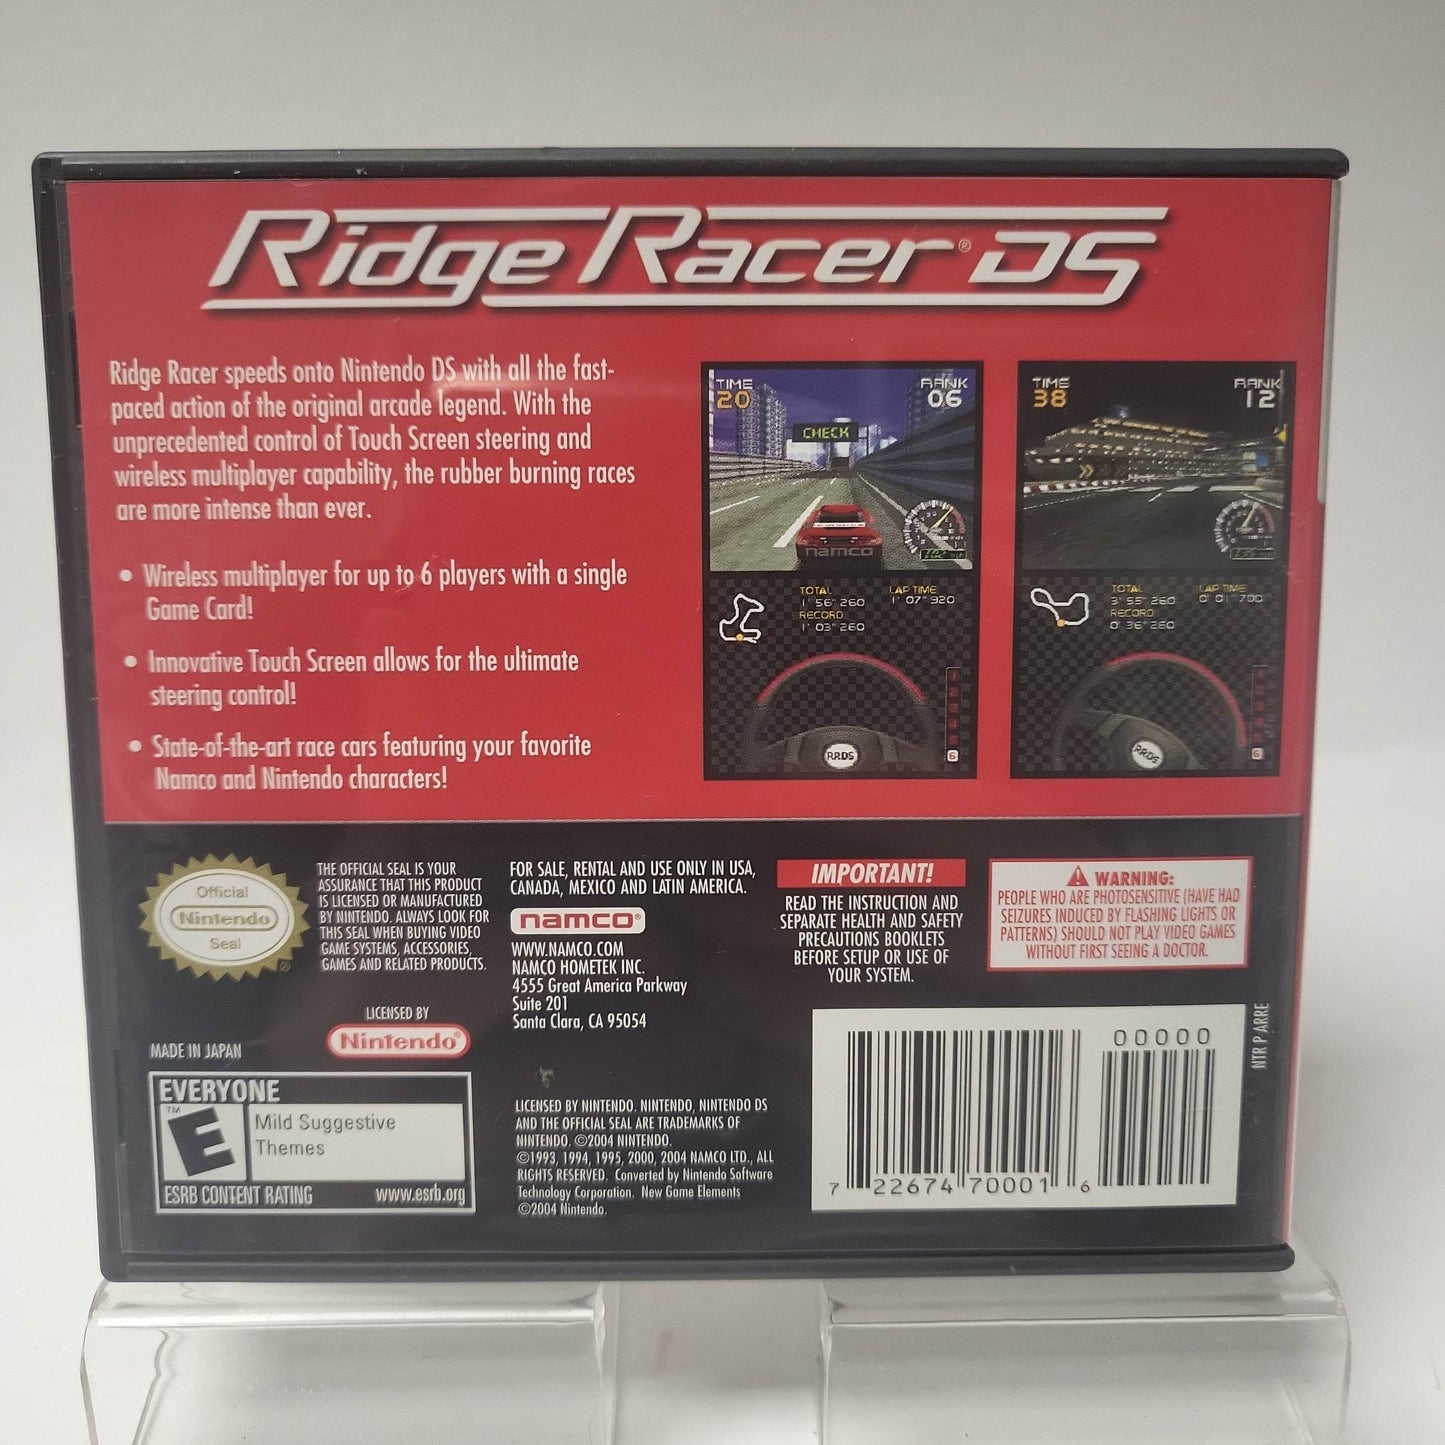 Ridge Racer® DS
Ridge Racer speeds onto Nintendo DS with all the fast-
paced action of the original arcade legend. With the
unprecedented control of Touch Screen steering and
wireless multiplayer capability, the rubber burning races
are more intense than ever.
• Wireless multiplayer for up to 6 players with a single
Game Card!
• Innovative Touch Screen allows for the ultimate
steering control!
• State-of-the-art race cars featuring your favorite
Namco and Nintendo characters!
TIME
20
RANK
06
CHECK
namco
TOTAL
1'56"260
RECORD
1'03"260
LAP TIME
1'07"920
RRDS
6
TIME
38
RANK
12
TOTAL
3'55"260
RECORD
0'36"260
LAP TIME
0'01"700
RRDS
6
Official
Nintendo
Seal
®
THE OFFICIAL SEAL IS YOUR
ASSURANCE THAT THIS PRODUCT
IS LICENSED OR MANUFACTURED
BY NINTENDO. ALWAYS LOOK FOR
THIS SEAL WHEN BUYING VIDEO
GAME SYSTEMS, ACCESSORIES,
GAMES AND RELATED PRODUCTS.
LICENSED BY
Nintendo®
MADE IN JAPAN
EVERYONE
TM
E
Mild Suggestive
Themes
ESRB CONTENT RATING www.esrb.org
FOR SALE, RENTAL AND USE ONLY IN USA,
CANADA, MEXICO AND LATIN AMERICA.
namco®
WWW.NAMCO.COM
NAMCO HOMETEK INC.
4555 Great America Parkway
Suite 201
Santa Clara, CA 95054
LICENSED BY NINTENDO. NINTENDO, NINTENDO DS
AND THE OFFICIAL SEAL ARE TRADEMARKS OF
NINTENDO. ©2004 NINTENDO.
©1993, 1994, 1995, 2000, 2004 NAMCO LTD., ALL
RIGHTS RESERVED. Converted by Nintendo Software
Technology Corporation. New Game Elements
©2004 Nintendo.
IMPORTANT!
READ THE INSTRUCTION AND
SEPARATE HEALTH AND SAFETY
PRECAUTIONS BOOKLETS
BEFORE SETUP OR USE OF
YOUR SYSTEM.
WARNING:
PEOPLE WHO ARE PHOTOSENSITIVE (HAVE HAD
SEIZURES INDUCED BY FLASHING LIGHTS OR
PATTERNS) SHOULD NOT PLAY VIDEO GAMES
WITHOUT FIRST SEEING A DOCTOR.
00000
7 22674 70001 6
NTR P ARRE